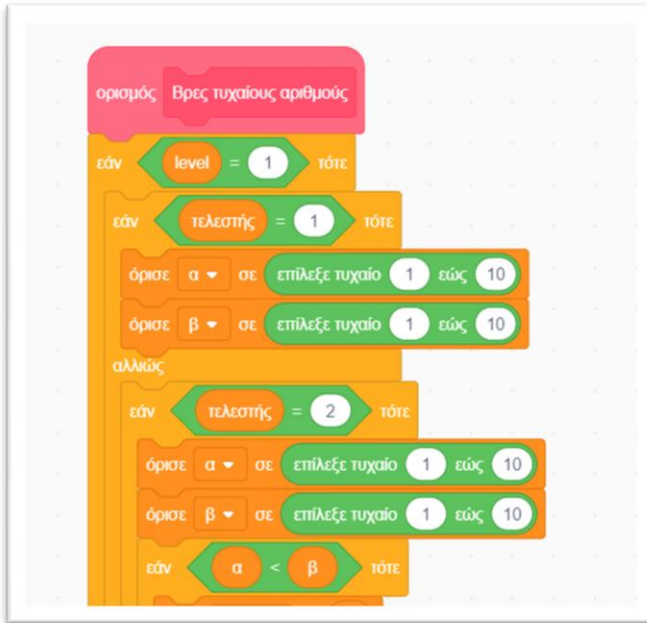 ορισμός Βρες τυχαίους αριθμούς
εάν level = 1 τότε
εάν τελεστής = 1 τότε
όρισε α σε επίλεξε τυχαίο 1 εώς 10
όρισε β σε επίλεξε τυχαίο 1 εώς 10
αλλιώς
εάν τελεστής = 2 τότε
όρισε α σε επίλεξε τυχαίο 1 εώς 10
όρισε β σε επίλεξε τυχαίο 1 εώς 10
εάν α < β τότε